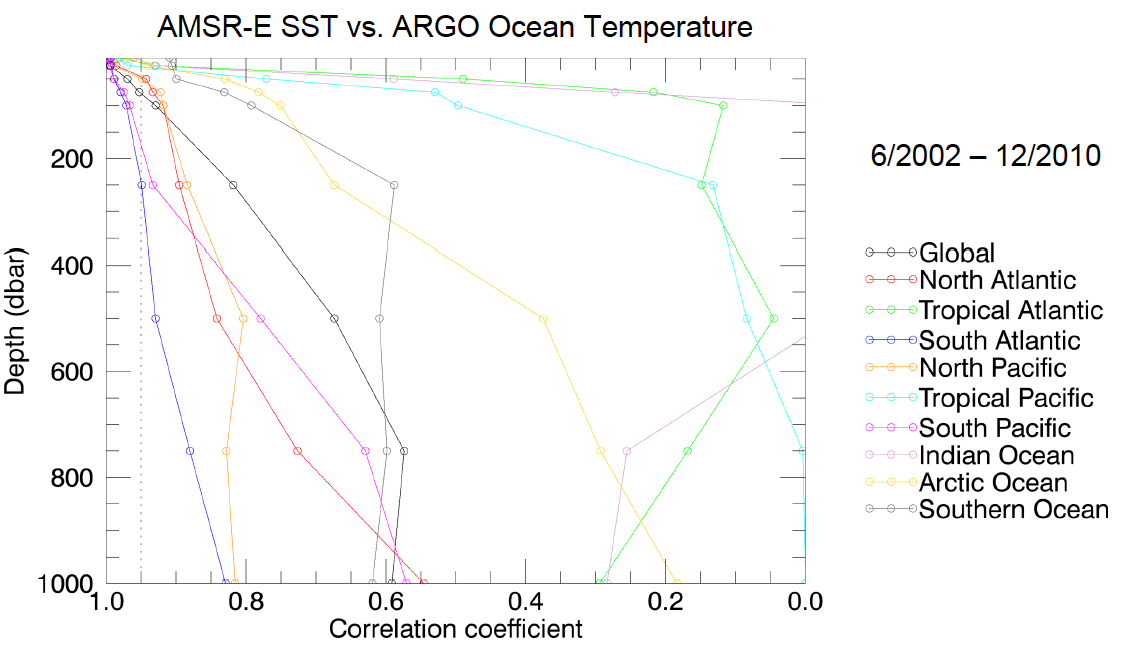 AMSR-E SST vs. ARGO Ocean Temperature
6/2002 – 12/2010
Depth (dbar)
200
400
600
800
1000
1.0 0.8 0.6 0.4 0.2 0.0
Correlation coefficient
Global
North Atlantic
Tropical Atlantic
South Atlantic
North Pacific
Tropical Pacific
South Pacific
Indian Ocean
Arctic Ocean
Southern Ocean